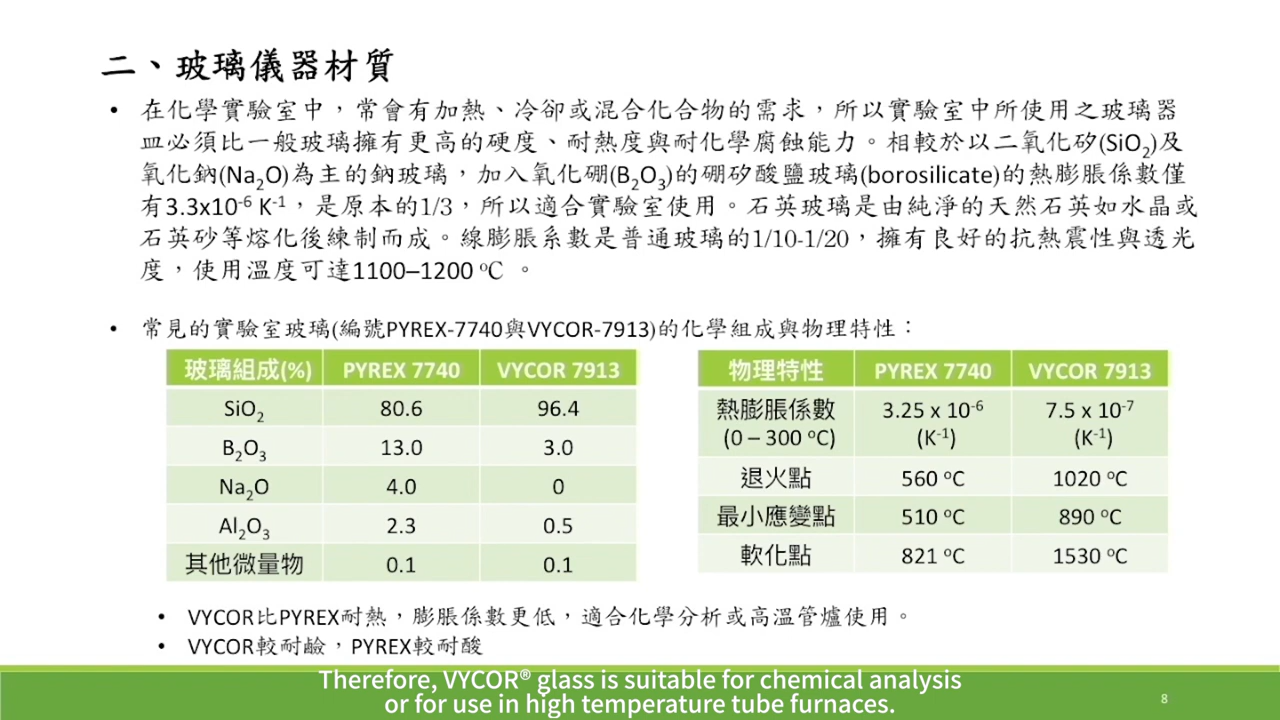 二、玻璃儀器材質
• 在化學實驗室中，常會有加熱、冷卻或混合化合物的需求，所以實驗室中所使用之玻璃器
皿必須比一般玻璃擁有更高的硬度、耐熱度與耐化學腐蝕能力。相較於以二氧化矽(SiO₂)及
氧化鈉(Na₂O)為主的鈉玻璃，加入氧化硼(B₂O₃)的硼矽酸鹽玻璃(borosilicate)的熱膨脹係數僅
有3.3x10⁻⁶ K⁻¹，是原本的1/3，所以適合實驗室使用。石英玻璃是由純淨的天然石英如水晶或
石英砂等熔化後練制而成。線膨脹系數是普通玻璃的1/10-1/20，擁有良好的抗熱震性與透光
度，使用溫度可達1100–1200 ºC 。
• 常見的實驗室玻璃(編號PYREX-7740與VYCOR-7913)的化學組成與物理特性：
玻璃組成(%) PYREX 7740 VYCOR 7913
SiO₂ 80.6 96.4
B₂O₃ 13.0 3.0
Na₂O 4.0 0
Al₂O₃ 2.3 0.5
其他微量物 0.1 0.1
物理特性 PYREX 7740 VYCOR 7913
熱膨脹係數 3.25 x 10⁻⁶ 7.5 x 10⁻⁷
(0 – 300 ºC) (K⁻¹) (K⁻¹)
退火點 560 ºC 1020 ºC
最小應變點 510 ºC 890 ºC
軟化點 821 ºC 1530 ºC
• VYCOR比PYREX耐熱，膨脹係數更低，適合化學分析或高溫管爐使用。
• VYCOR較耐鹼，PYREX較耐酸
Therefore, VYCOR® glass is suitable for chemical analysis
or for use in high temperature tube furnaces.
8